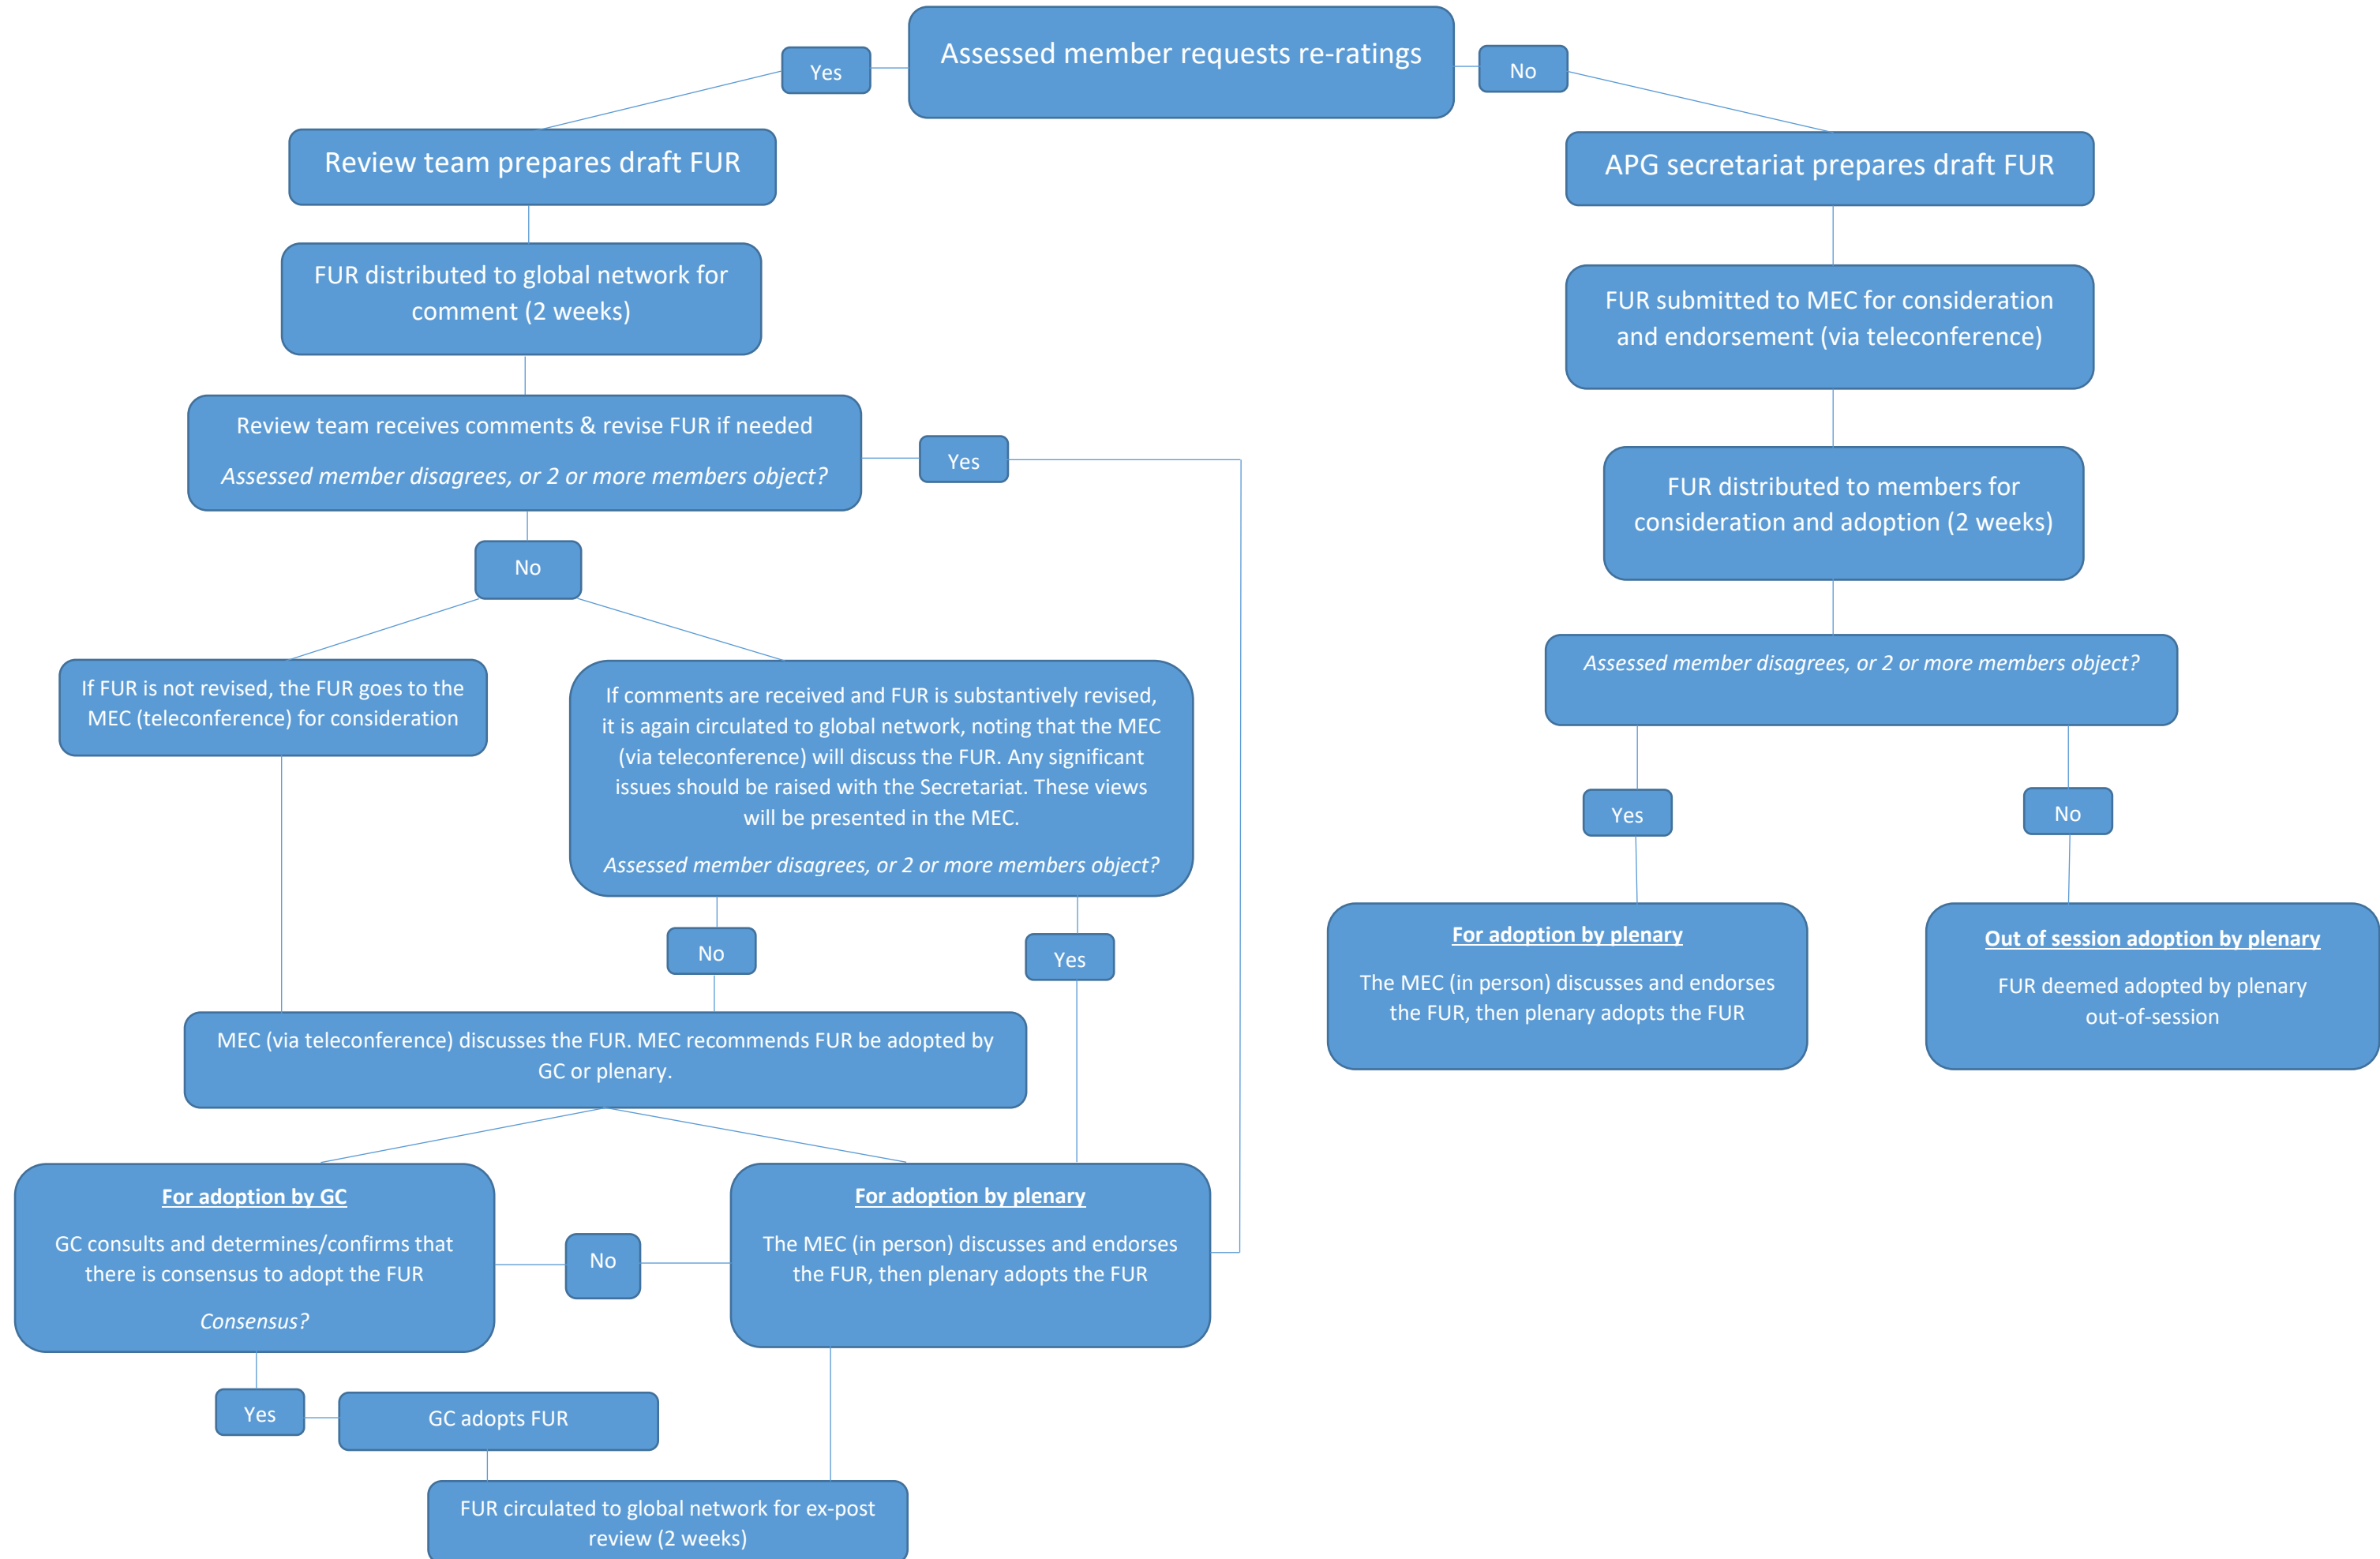 Assessed member requests re-ratings
Yes
No
Review team prepares draft FUR
APG secretariat prepares draft FUR
FUR distributed to global network for
comment (2 weeks)
FUR submitted to MEC for consideration
and endorsement (via teleconference)
Review team receives comments & revise FUR if needed
Assessed member disagrees, or 2 or more members object?
Yes
FUR distributed to members for
consideration and adoption (2 weeks)
No
Assessed member disagrees, or 2 or more members object?
If FUR is not revised, the FUR goes to the
MEC (teleconference) for consideration
If comments are received and FUR is substantively revised,
it is again circulated to global network, noting that the MEC
(via teleconference) will discuss the FUR. Any significant
issues should be raised with the Secretariat. These views
will be presented in the MEC.
Assessed member disagrees, or 2 or more members object?
Yes
No
No
Yes
For adoption by plenary
The MEC (in person) discusses and endorses
the FUR, then plenary adopts the FUR
Out of session adoption by plenary
FUR deemed adopted by plenary
out-of-session
MEC (via teleconference) discusses the FUR. MEC recommends FUR be adopted by
GC or plenary.
For adoption by GC
GC consults and determines/confirms that
there is consensus to adopt the FUR
Consensus?
No
For adoption by plenary
The MEC (in person) discusses and endorses
the FUR, then plenary adopts the FUR
Yes
GC adopts FUR
FUR circulated to global network for ex-post
review (2 weeks)